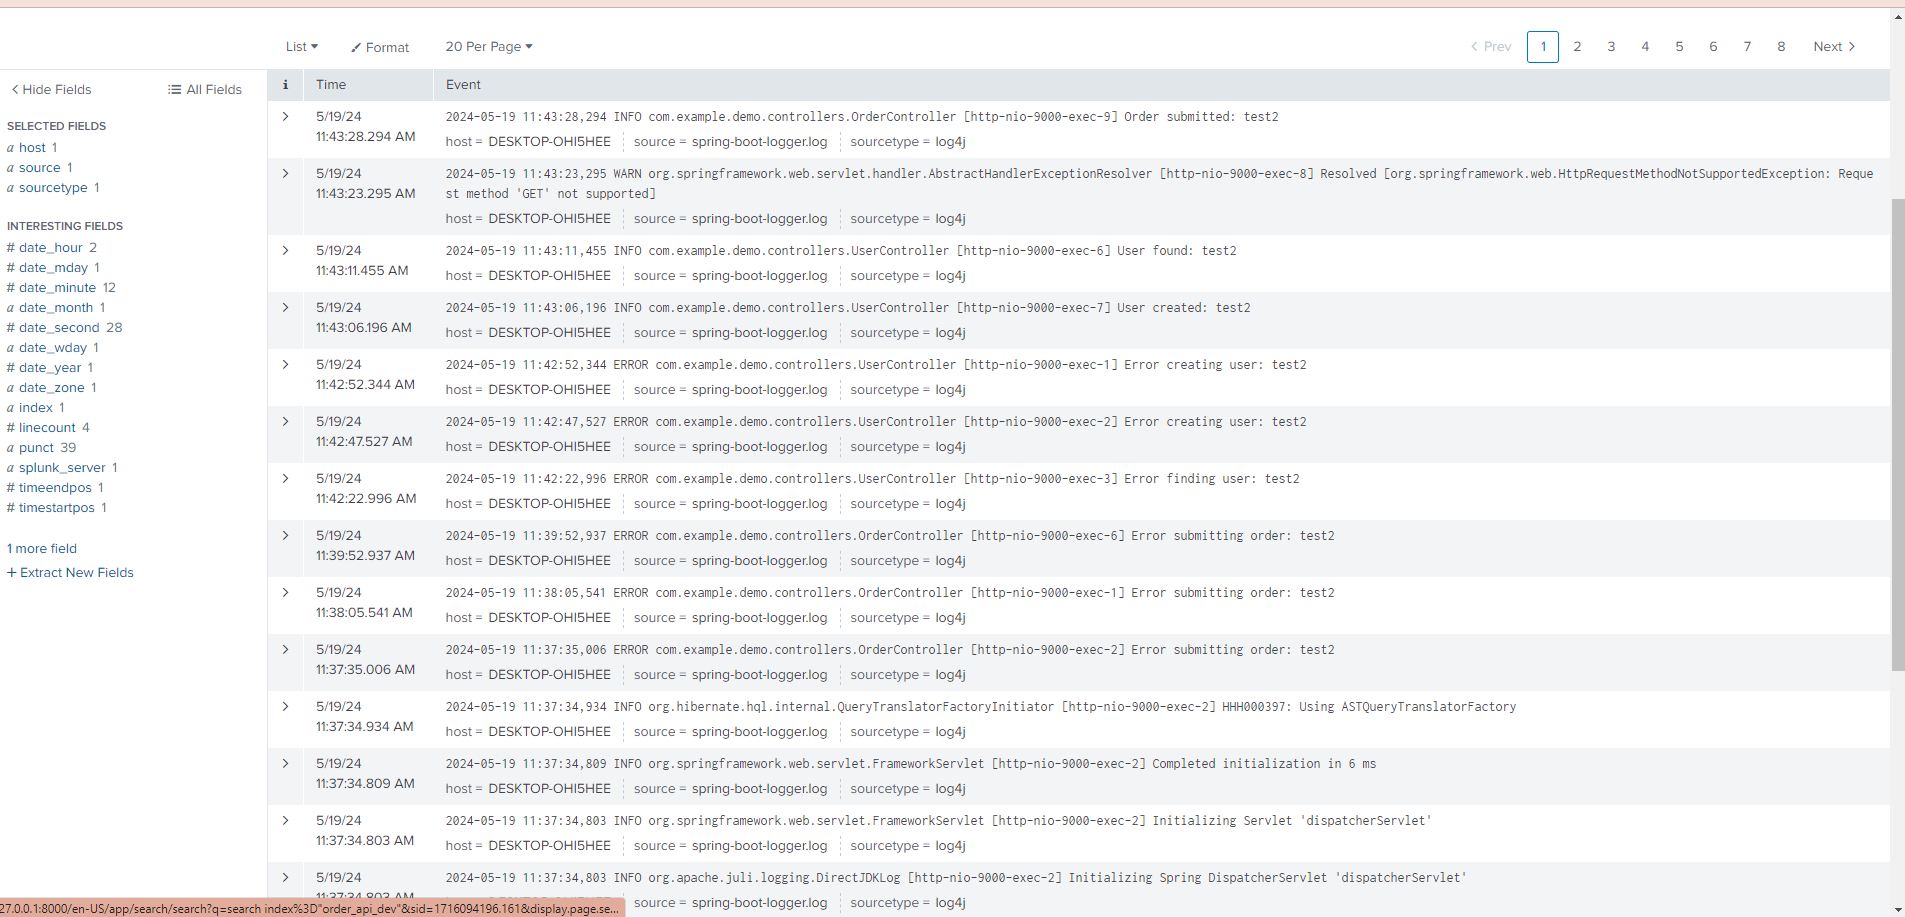 List
Format
20 Per Page
Prev 1 2 3 4 5 6 7 8 Next
Hide Fields
All Fields
SELECTED FIELDS
a host 1
a source 1
a sourcetype 1
INTERESTING FIELDS
# date_hour 2
# date_mday 1
# date_minute 12
a date_month 1
# date_second 28
a date_wday 1
# date_year 1
a date_zone 1
a index 1
# linecount 4
a punct 39
a splunk_server 1
# timeendpos 1
# timestartpos 1
1 more field
+ Extract New Fields
i Time Event
5/19/24
11:43:28.294 AM
2024-05-19 11:43:28,294 INFO com.example.demo.controllers.OrderController [http-nio-9000-exec-9] Order submitted: test2
host = DESKTOP-OHI5HEE source = spring-boot-logger.log sourcetype = log4j
5/19/24
11:43:23.295 AM
2024-05-19 11:43:23,295 WARN org.springframework.web.servlet.handler.AbstractHandlerExceptionResolver [http-nio-9000-exec-8] Resolved [org.springframework.web.HttpRequestMethodNotSupportedException: Reque
st method 'GET' not supported]
host = DESKTOP-OHI5HEE source = spring-boot-logger.log sourcetype = log4j
5/19/24
11:43:11.455 AM
2024-05-19 11:43:11,455 INFO com.example.demo.controllers.UserController [http-nio-9000-exec-6] User found: test2
host = DESKTOP-OHI5HEE source = spring-boot-logger.log sourcetype = log4j
5/19/24
11:43:06.196 AM
2024-05-19 11:43:06,196 INFO com.example.demo.controllers.UserController [http-nio-9000-exec-7] User created: test2
host = DESKTOP-OHI5HEE source = spring-boot-logger.log sourcetype = log4j
5/19/24
11:42:52.344 AM
2024-05-19 11:42:52,344 ERROR com.example.demo.controllers.UserController [http-nio-9000-exec-1] Error creating user: test2
host = DESKTOP-OHI5HEE source = spring-boot-logger.log sourcetype = log4j
5/19/24
11:42:47.527 AM
2024-05-19 11:42:47,527 ERROR com.example.demo.controllers.UserController [http-nio-9000-exec-2] Error creating user: test2
host = DESKTOP-OHI5HEE source = spring-boot-logger.log sourcetype = log4j
5/19/24
11:42:22.996 AM
2024-05-19 11:42:22,996 ERROR com.example.demo.controllers.UserController [http-nio-9000-exec-3] Error finding user: test2
host = DESKTOP-OHI5HEE source = spring-boot-logger.log sourcetype = log4j
5/19/24
11:39:52.937 AM
2024-05-19 11:39:52,937 ERROR com.example.demo.controllers.OrderController [http-nio-9000-exec-6] Error submitting order: test2
host = DESKTOP-OHI5HEE source = spring-boot-logger.log sourcetype = log4j
5/19/24
11:38:05.541 AM
2024-05-19 11:38:05,541 ERROR com.example.demo.controllers.OrderController [http-nio-9000-exec-1] Error submitting order: test2
host = DESKTOP-OHI5HEE source = spring-boot-logger.log sourcetype = log4j
5/19/24
11:37:35.006 AM
2024-05-19 11:37:35,006 ERROR com.example.demo.controllers.OrderController [http-nio-9000-exec-2] Error submitting order: test2
host = DESKTOP-OHI5HEE source = spring-boot-logger.log sourcetype = log4j
5/19/24
11:37:34.934 AM
2024-05-19 11:37:34,934 INFO org.hibernate.hql.internal.QueryTranslatorFactoryInitiator [http-nio-9000-exec-2] HHH000397: Using ASTQueryTranslatorFactory
host = DESKTOP-OHI5HEE source = spring-boot-logger.log sourcetype = log4j
5/19/24
11:37:34.809 AM
2024-05-19 11:37:34,809 INFO org.springframework.web.servlet.FrameworkServlet [http-nio-9000-exec-2] Completed initialization in 6 ms
host = DESKTOP-OHI5HEE source = spring-boot-logger.log sourcetype = log4j
5/19/24
11:37:34.803 AM
2024-05-19 11:37:34,803 INFO org.springframework.web.servlet.FrameworkServlet [http-nio-9000-exec-2] Initializing Servlet 'dispatcherServlet'
host = DESKTOP-OHI5HEE source = spring-boot-logger.log sourcetype = log4j
5/19/24
11:37:34.803 AM
2024-05-19 11:37:34,803 INFO org.apache.juli.logging.DirectJDKLog [http-nio-9000-exec-2] Initializing Spring DispatcherServlet 'dispatcherServlet'
source = spring-boot-logger.log sourcetype = log4j
27.0.0.1:8000/en-US/app/search/search?q=search index%3D"order_api_dev"&sid=1716094196.161&display.page.se...